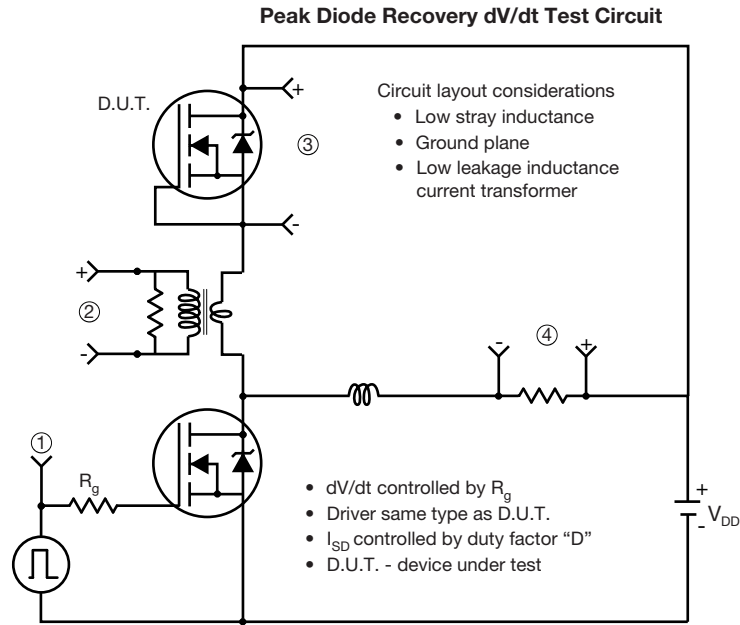 Peak Diode Recovery dV/dt Test Circuit
D.U.T.
+
③
-
Circuit layout considerations
• Low stray inductance
• Ground plane
• Low leakage inductance
current transformer
+
②
-
-
④
+
①
Rg
• dV/dt controlled by Rg
• Driver same type as D.U.T.
• ISD controlled by duty factor “D”
• D.U.T. - device under test
+
VDD
-